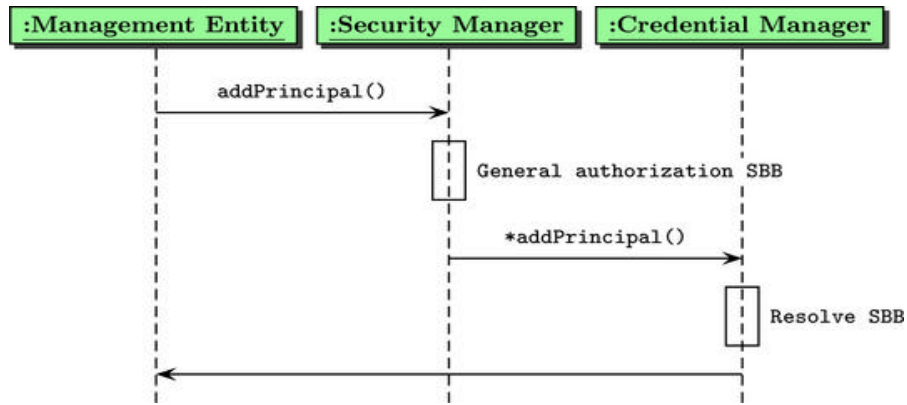 :Management Entity
:Security Manager
:Credential Manager
addPrincipal()
General authorization SBB
*addPrincipal()
Resolve SBB